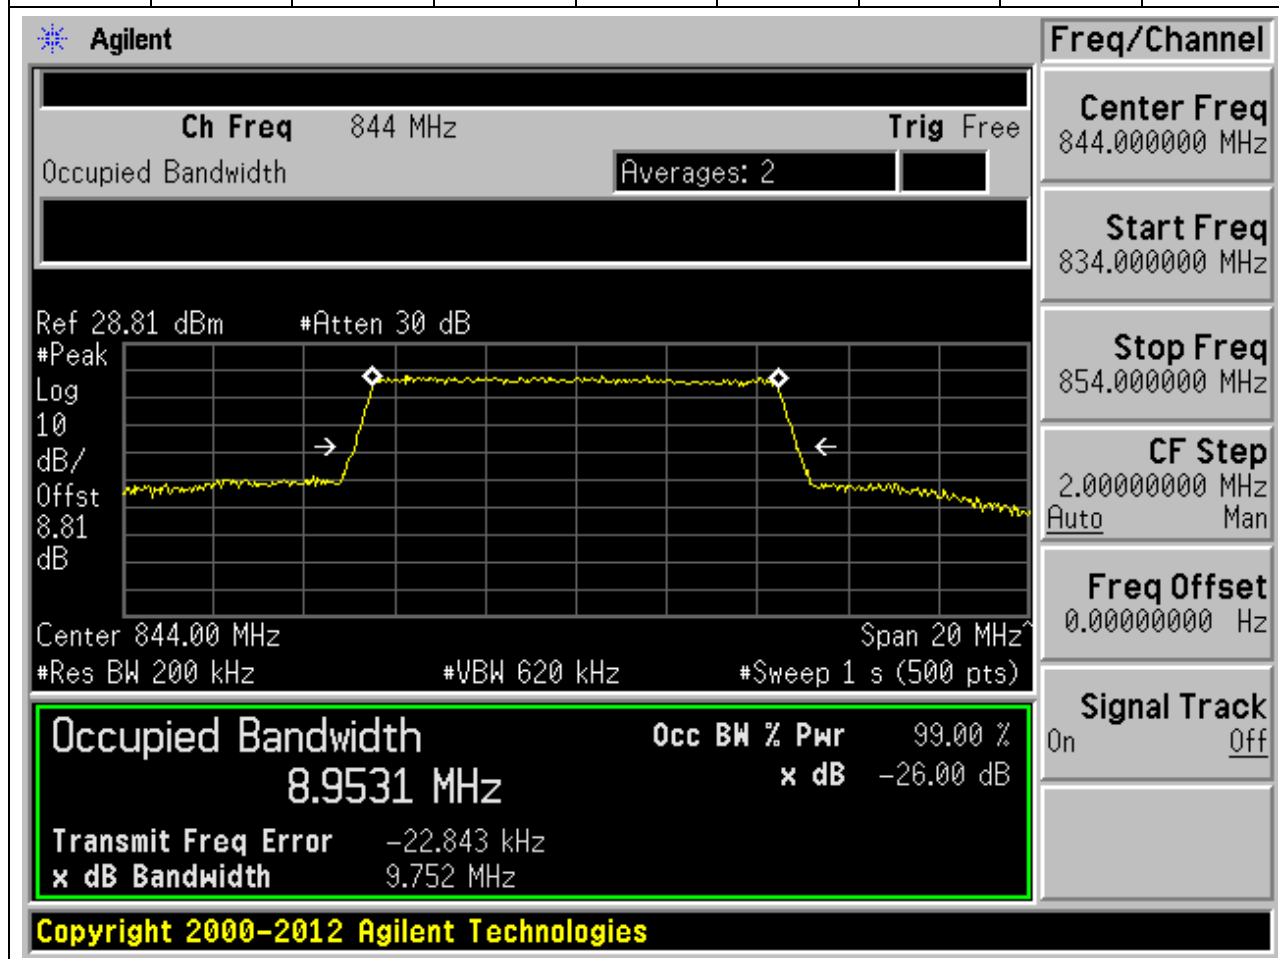 Agilent
Freq/Channel
Ch Freq 844 MHz Trig Free
Occupied Bandwidth Averages: 2
Center Freq
844.000000 MHz
Start Freq
834.000000 MHz
Stop Freq
854.000000 MHz
CF Step
2.00000000 MHz
Auto Man
Freq Offset
0.00000000 Hz
Signal Track
On Off
Ref 28.81 dBm #Atten 30 dB
#Peak
Log
10
dB/
Offst
8.81
dB
Center 844.00 MHz Span 20 MHz^
#Res BW 200 kHz #VBW 620 kHz #Sweep 1 s (500 pts)
Occupied Bandwidth Occ BW % Pwr 99.00 %
8.9531 MHz x dB -26.00 dB
Transmit Freq Error -22.843 kHz
x dB Bandwidth 9.752 MHz
Copyright 2000-2012 Agilent Technologies